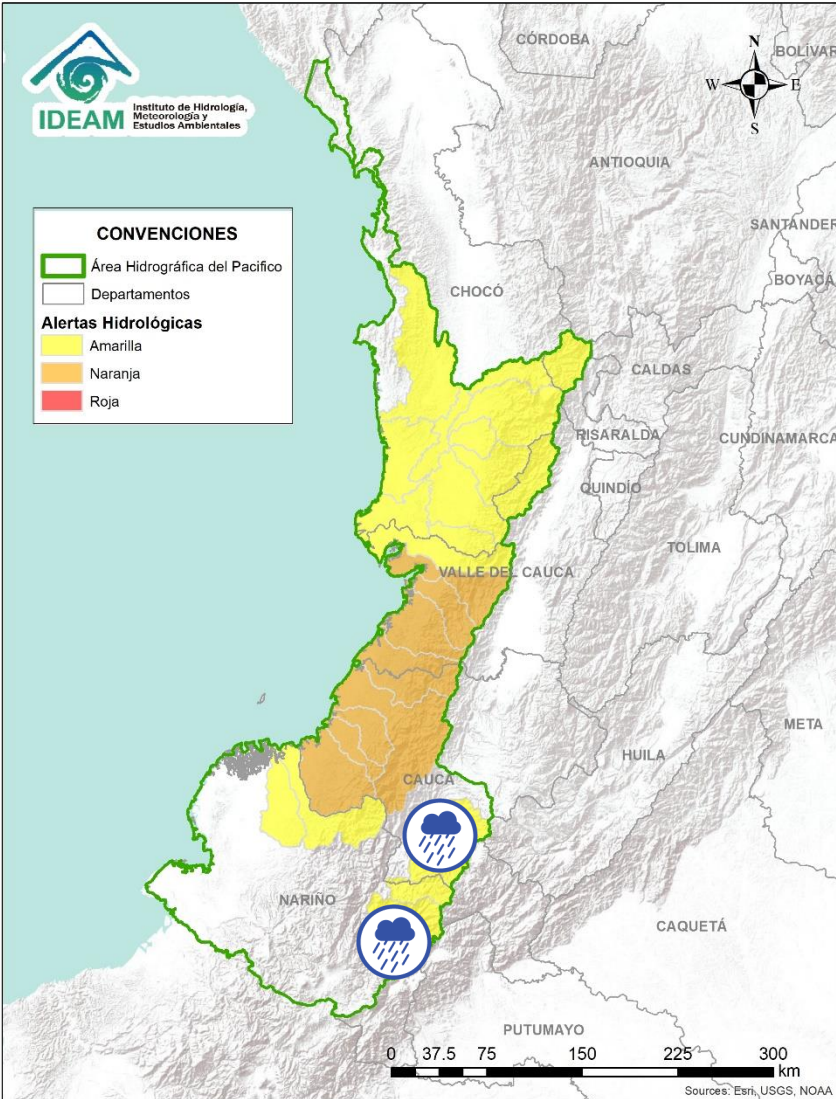 IDEAM
Instituto de Hidrología,
Meteorología y
Estudios Ambientales
CÓRDOBA
BOLÍVAR
N
W
E
S
ANTIOQUIA
SANTANDER
BOYACÁ
CONVENCIONES
Área Hidrográfica del Pacifico
Departamentos
Alertas Hidrológicas
Amarilla
Naranja
Roja
CHOCÓ
CALDAS
RISARALDA
CUNDINAMARCA
QUINDÍO
TOLIMA
VALLE DEL CAUCA
META
HUILA
CAUCA
NARIÑO
CAQUETÁ
PUTUMAYO
0 37.5 75 150 225 300
km
Sources: Esri, USGS, NOAA